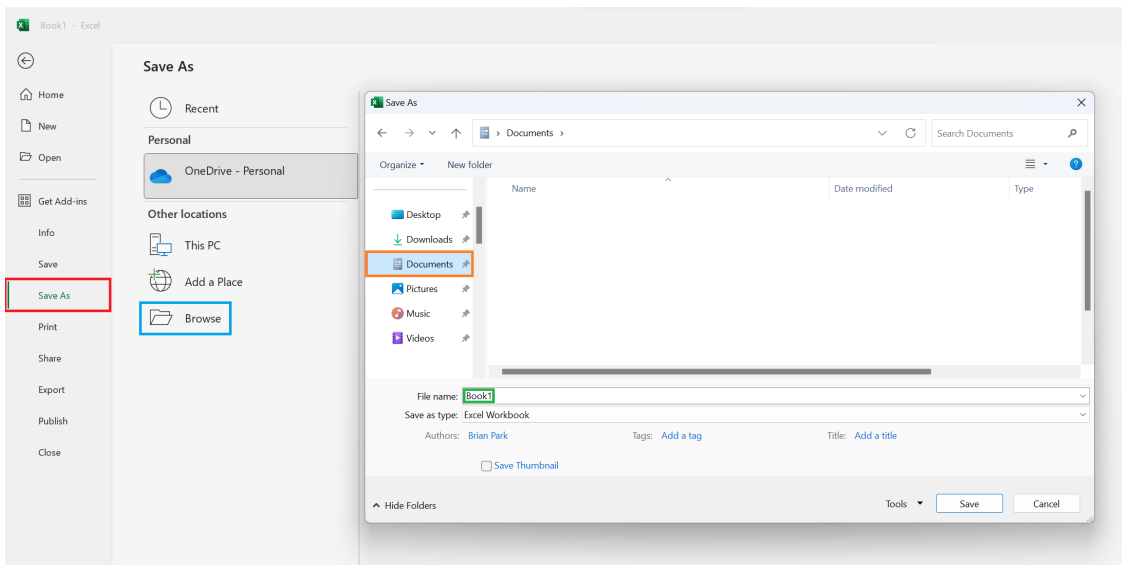 Book1 - Excel
Save As
Home
New
Open
Get Add-ins
Info
Save
Save As
Print
Share
Export
Publish
Close
Recent
Personal
OneDrive - Personal
Other locations
This PC
Add a Place
Browse
Save As
Documents
Search Documents
Organize
New folder
Name
Date modified
Type
Desktop
Downloads
Documents
Pictures
Music
Videos
File name: Book1
Save as type: Excel Workbook
Authors: Brian Park
Tags: Add a tag
Title: Add a title
Save Thumbnail
Hide Folders
Tools
Save
Cancel